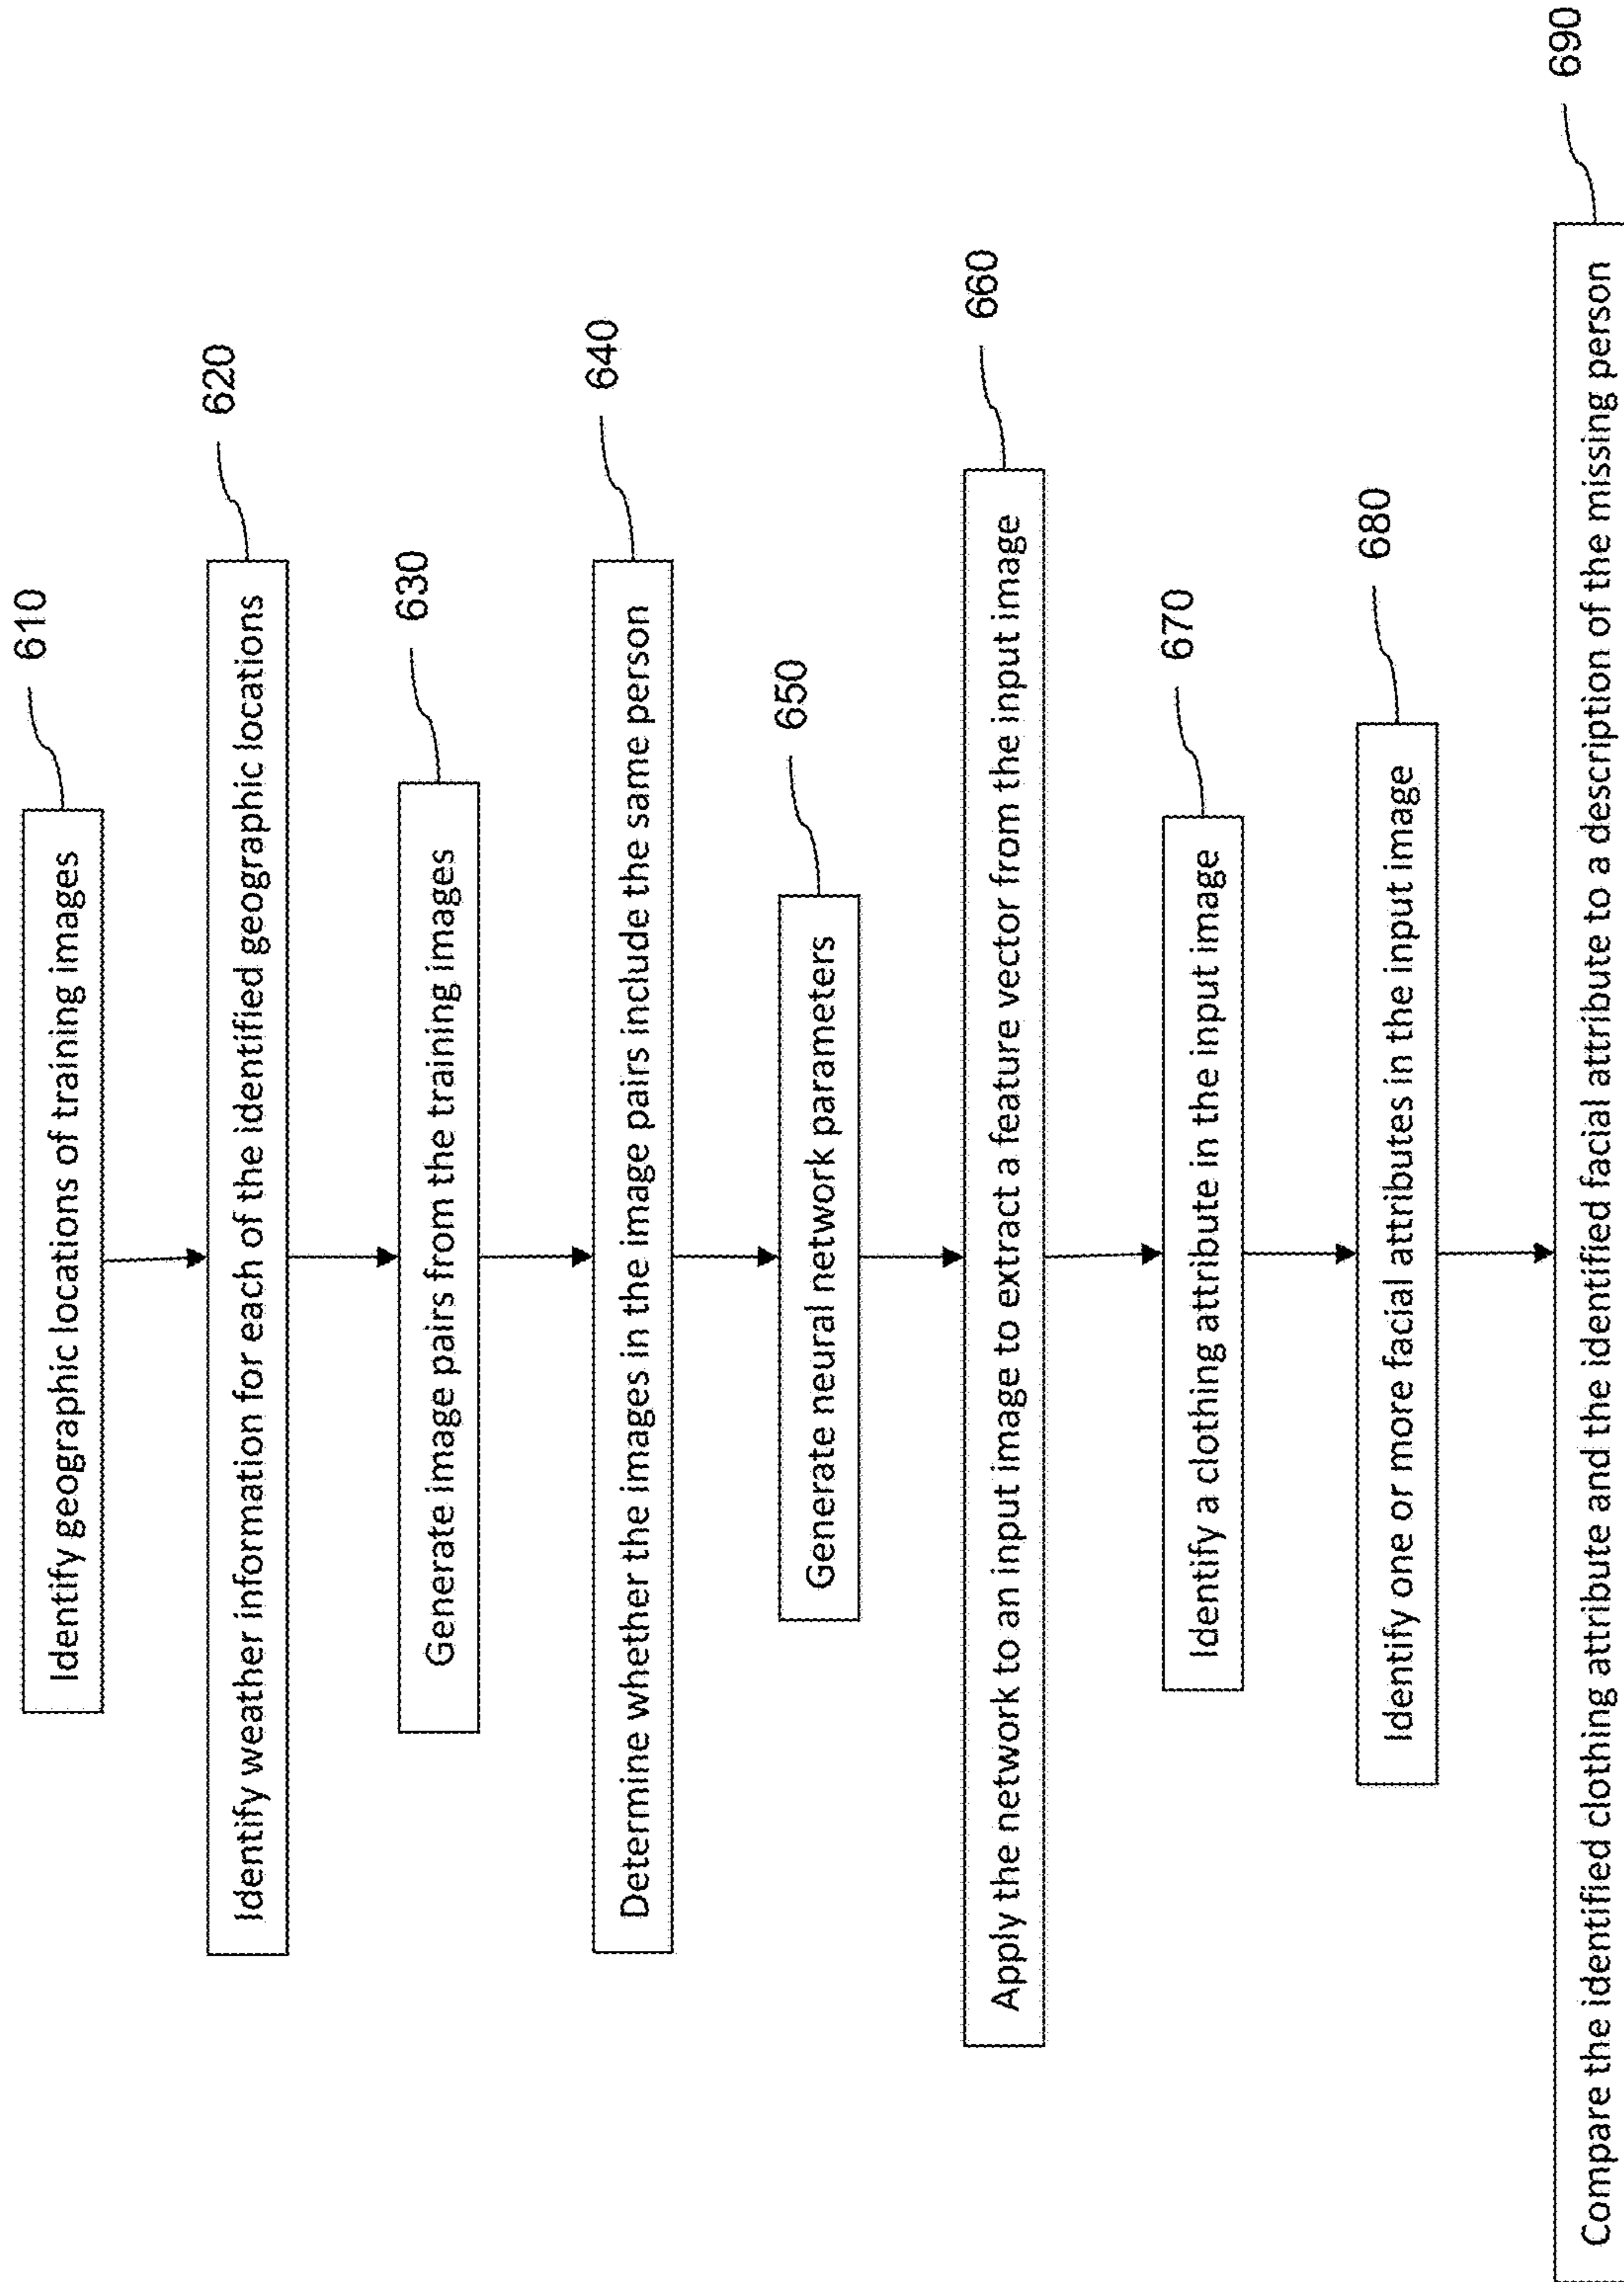 Identify geographic locations of training images
610
Identify weather information for each of the identified geographic locations
620
Generate image pairs from the training images
630
Determine whether the images in the image pairs include the same person
640
Generate neural network parameters
650
Apply the network to an input image to extract a feature vector from the input image
660
Identify a clothing attribute in the input image
670
Identify one or more facial attributes in the input image
680
Compare the identified clothing attribute and the identified facial attribute to a description of the missing person
690